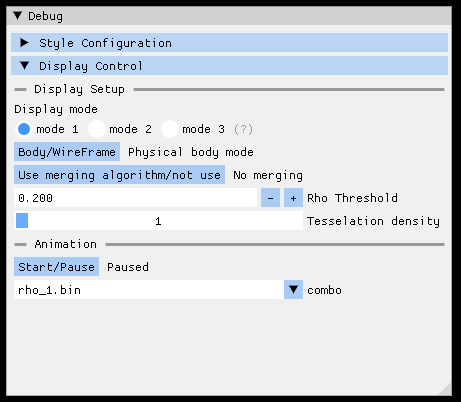 Debug
Style Configuration
Display Control
Display Setup
Display mode
mode 1 mode 2 mode 3 (?)
Body/WireFrame Physical body mode
Use merging algorithm/not use No merging
0.200 - + Rho Threshold
1 Tesselation density
Animation
Start/Pause Paused
rho_1.bin combo